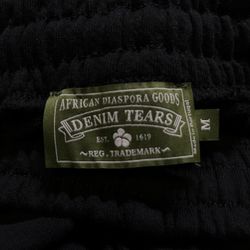 AFRICAN DIASPORA GOODS
DENIM TEARS
EST. 1619
~REG. TRADEMARK~
M